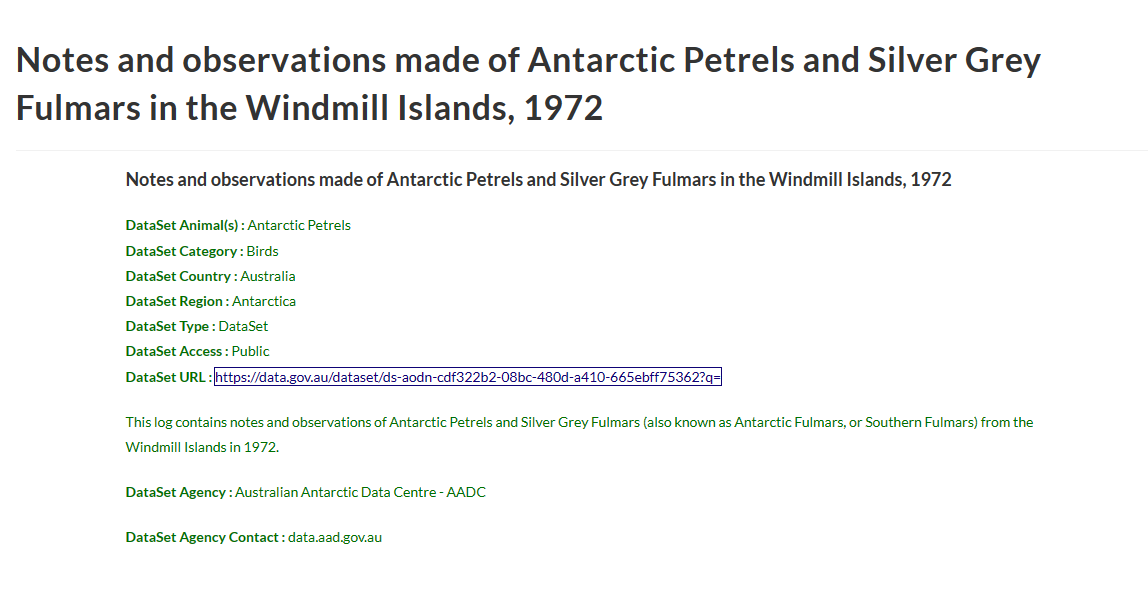 Notes and observations made of Antarctic Petrels and Silver Grey
Fulmars in the Windmill Islands, 1972
Notes and observations made of Antarctic Petrels and Silver Grey Fulmars in the Windmill Islands, 1972
DataSet Animal(s) : Antarctic Petrels
DataSet Category : Birds
DataSet Country : Australia
DataSet Region : Antarctica
DataSet Type : DataSet
DataSet Access : Public
DataSet URL : https://data.gov.au/dataset/ds-aodn-cdf322b2-08bc-480d-a410-665ebff75362?q=
This log contains notes and observations of Antarctic Petrels and Silver Grey Fulmars (also known as Antarctic Fulmars, or Southern Fulmars) from the
Windmill Islands in 1972.
DataSet Agency : Australian Antarctic Data Centre - AADC
DataSet Agency Contact : data.aad.gov.au